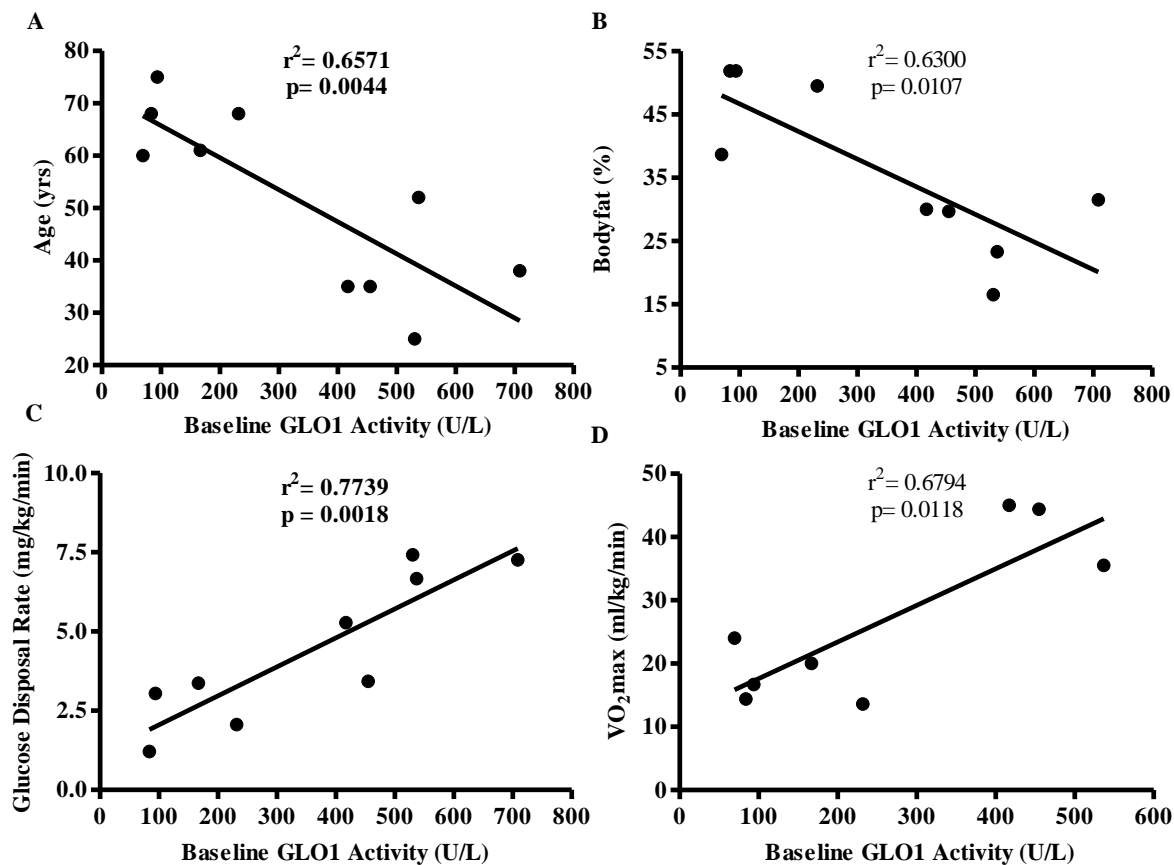 A
r²= 0.6571
p= 0.0044
80
70
60
50
40
30
20
Age (yrs)
0 100 200 300 400 500 600 700 800
Baseline GLO1 Activity (U/L)
B
r²= 0.6300
p= 0.0107
55
45
35
25
15
5
Bodyfat (%)
0 100 200 300 400 500 600 700 800
Baseline GLO1 Activity (U/L)
C
r²= 0.7739
p = 0.0018
10.0
7.5
5.0
2.5
0.0
Glucose Disposal Rate (mg/kg/min)
0 100 200 300 400 500 600 700 800
Baseline GLO1 Activity (U/L)
D
r²= 0.6794
p= 0.0118
50
40
30
20
10
0
VO₂max (ml/kg/min)
0 100 200 300 400 500 600
Baseline GLO1 Activity (U/L)